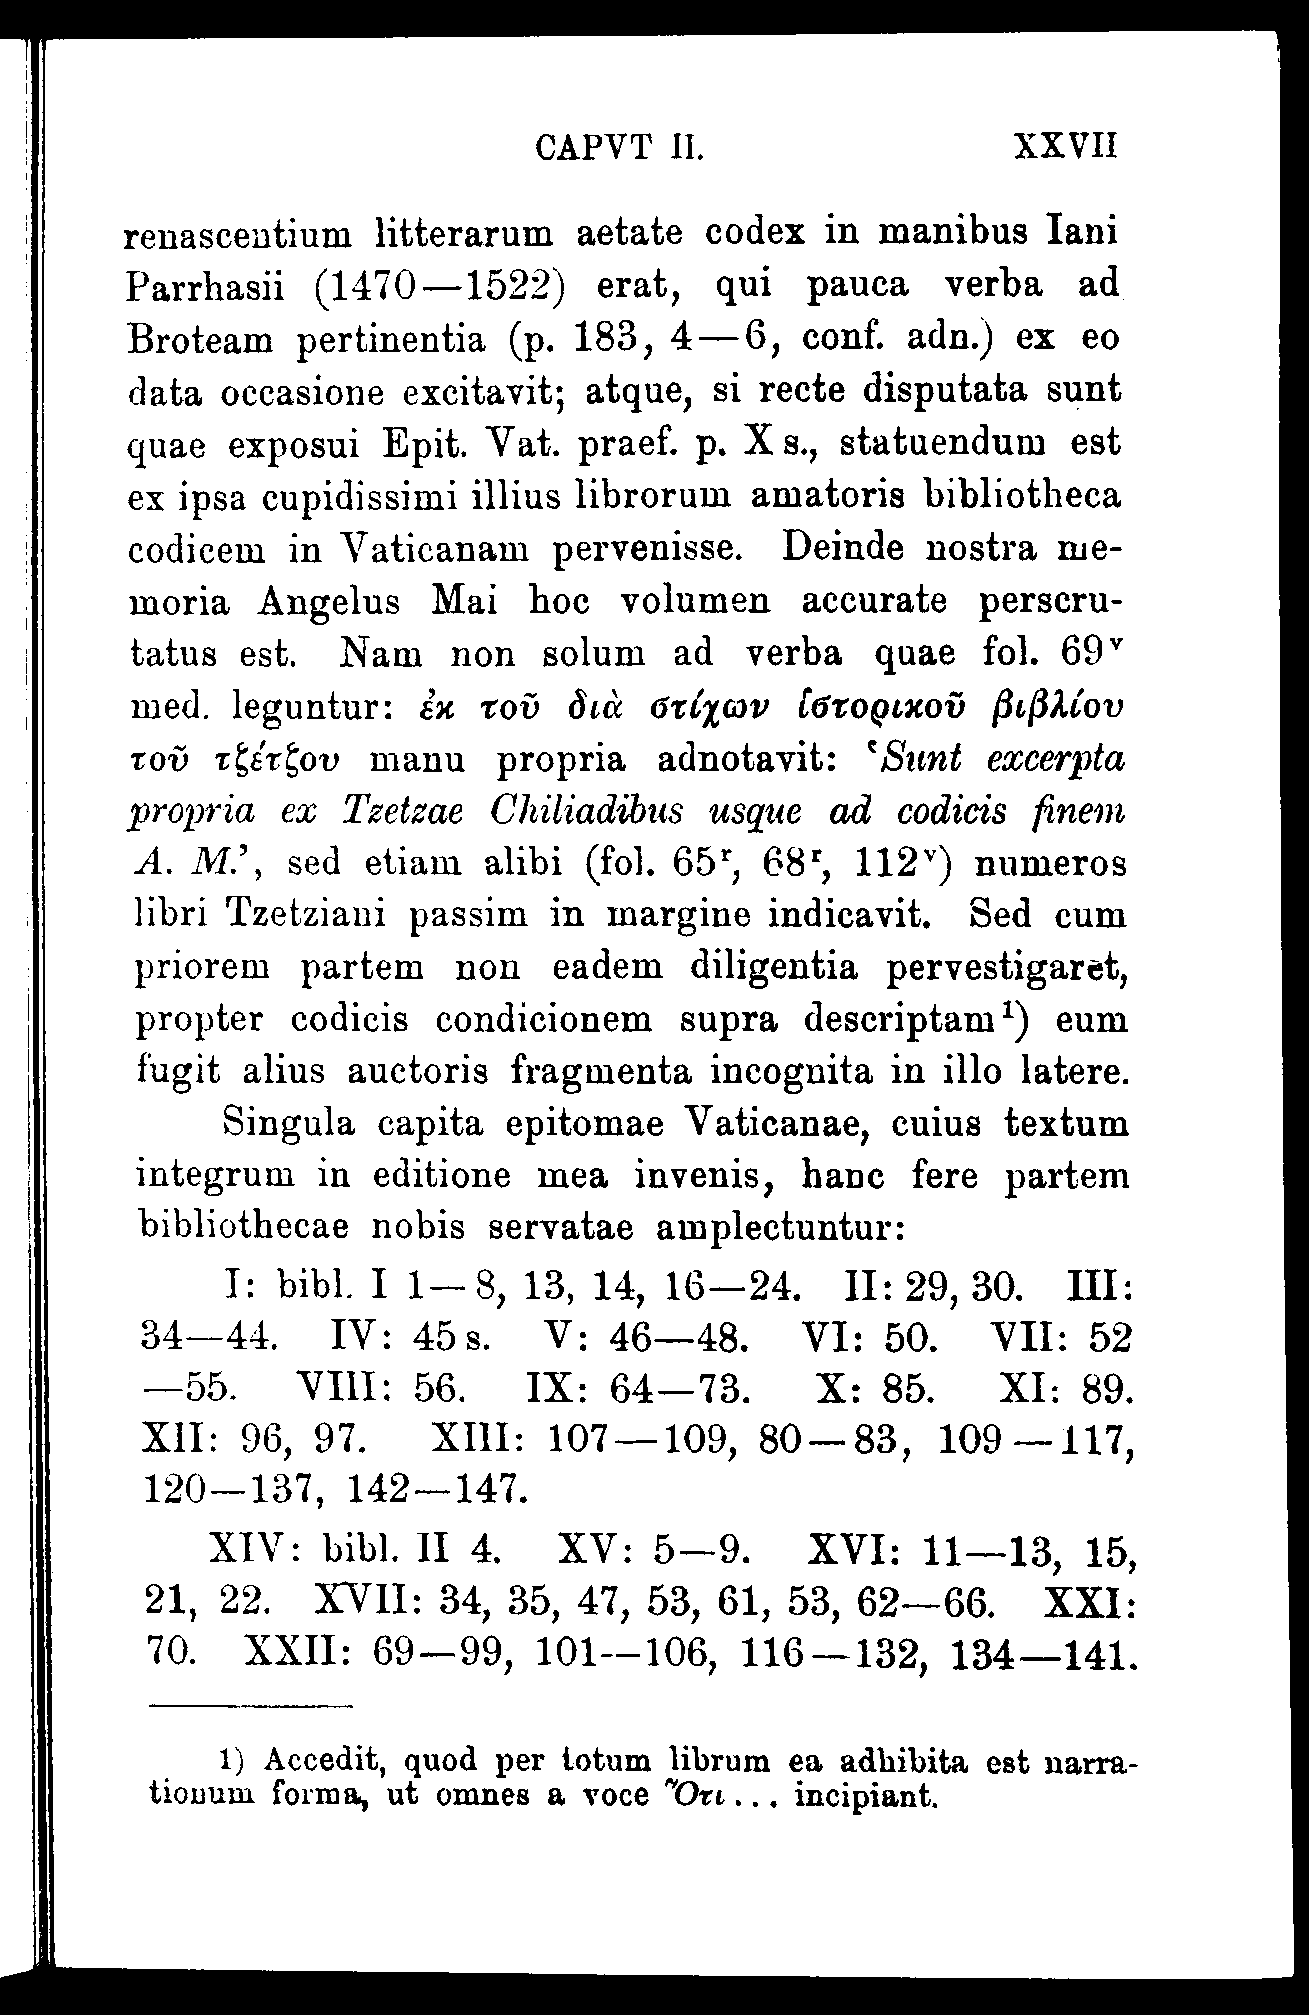 CAPVT II. XXVII
renascentium litterarum aetate codex in manibus Iani
Parrhasii (1470—1522) erat, qui pauca verba ad
Broteam pertinentia (p. 183, 4—6, conf. adn.) ex eo
data occasione excitavit; atque, si recte disputata sunt
quae exposui Epit. Vat. praef. p. X s., statuendum est
ex ipsa cupidissimi illius librorum amatoris bibliotheca
codicem in Vaticanam pervenisse. Deinde nostra me-
moria Angelus Mai hoc volumen accurate perscru-
tatus est. Nam non solum ad verba quae fol. 69ᵛ
med. leguntur: ἐκ τοῦ διὰ στίχων ἱστορικοῦ βιβλίου
τοῦ τζέτζου manu propria adnotavit: ‘Sunt excerpta
propria ex Tzetzae Chiliadibus usque ad codicis finem
A. M.’, sed etiam alibi (fol. 65ʳ, 68ʳ, 112ᵛ) numeros
libri Tzetziani passim in margine indicavit. Sed cum
priorem partem non eadem diligentia pervestigaret,
propter codicis condicionem supra descriptam¹) eum
fugit alius auctoris fragmenta incognita in illo latere.
Singula capita epitomae Vaticanae, cuius textum
integrum in editione mea invenis, hanc fere partem
bibliothecae nobis servatae amplectuntur:
I: bibl. I 1—8, 13, 14, 16—24. II: 29, 30. III:
34—44. IV: 45 s. V: 46—48. VI: 50. VII: 52
—55. VIII: 56. IX: 64—73. X: 85. XI: 89.
XII: 96, 97. XIII: 107—109, 80—83, 109—117,
120—137, 142—147.
XIV: bibl. II 4. XV: 5—9. XVI: 11—13, 15,
21, 22. XVII: 34, 35, 47, 53, 61, 53, 62—66. XXI:
70. XXII: 69—99, 101—106, 116—132, 134—141.
1) Accedit, quod per totum librum ea adhibita est narra-
tionum forma, ut omnes a voce Ὅτι... incipiant.